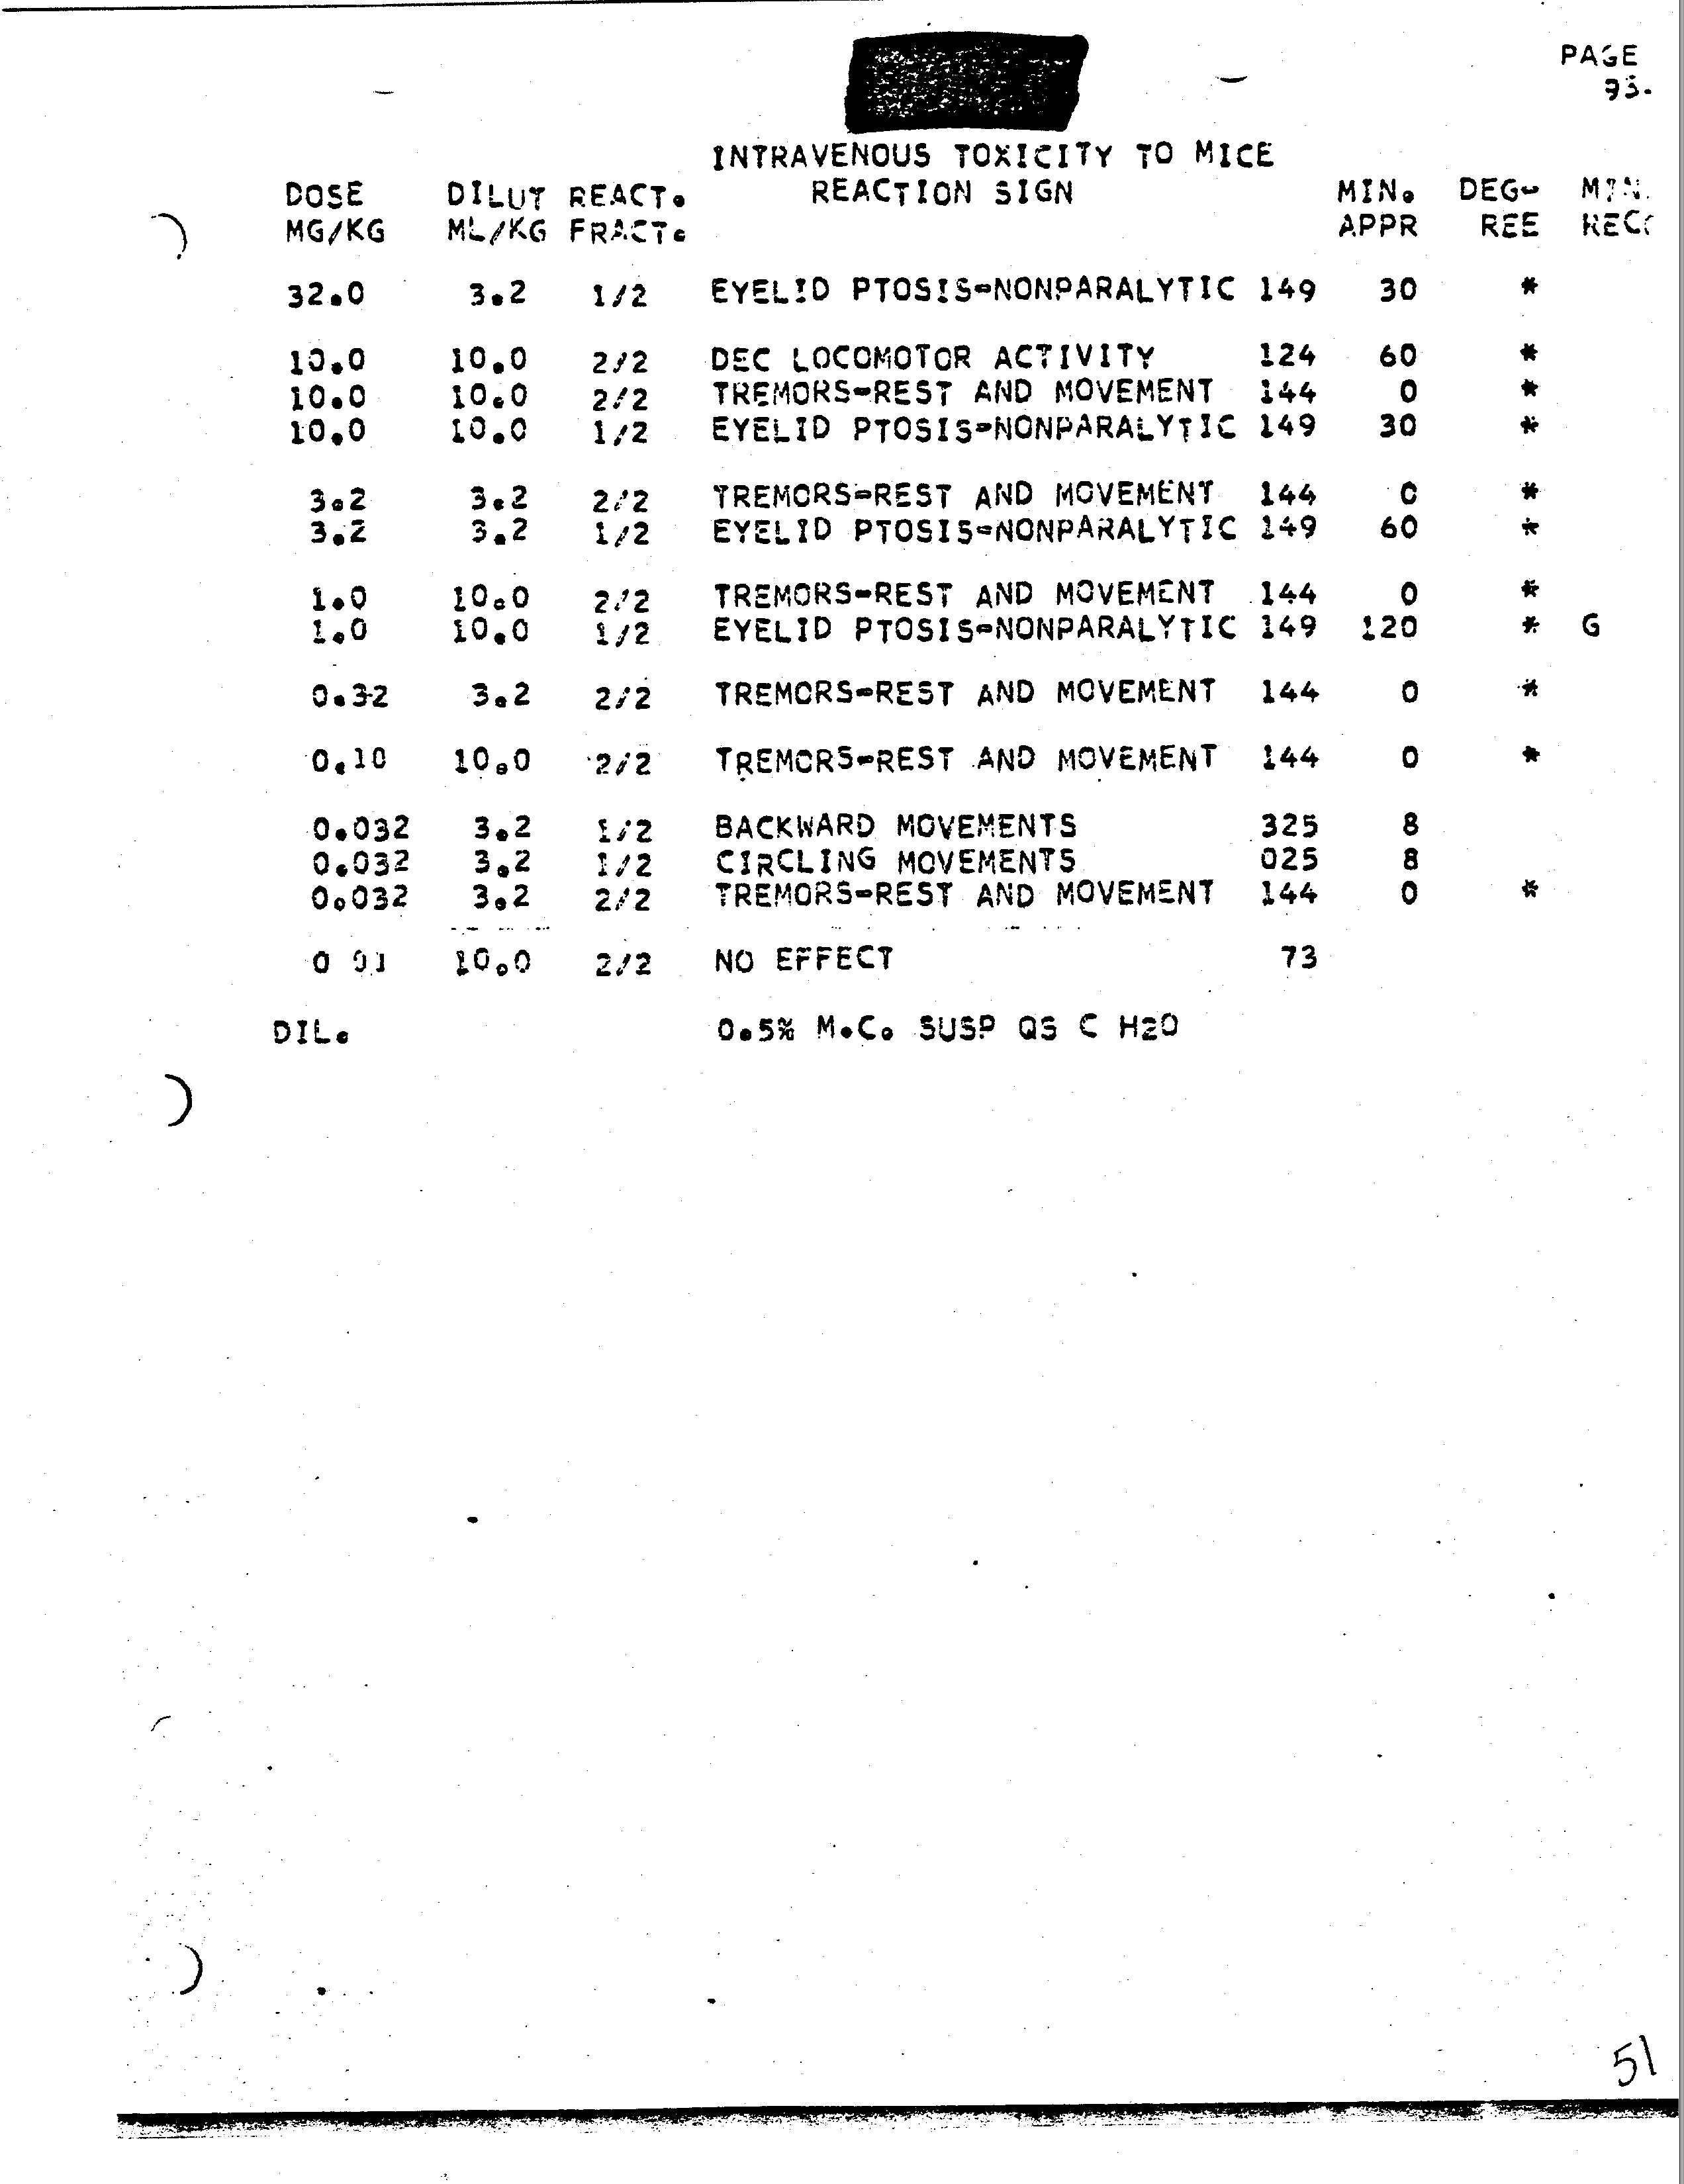 PAGE
93.
INTRAVENOUS TOXICITY TO MICE
DOSE DILUT REACT. REACTION SIGN MIN. DEG- MIN.
MG/KG ML/KG FRACT. APPR REE
32.0 3.2 1/2 EYELID PTOSIS-NONPARALYTIC 149 30 *
10.0 10.0 2/2 DEC LOCOMOTOR ACTIVITY 124 60 *
10.0 10.0 2/2 TREMORS-REST AND MOVEMENT 144 0 *
10.0 10.0 1/2 EYELID PTOSIS-NONPARALYTIC 149 30 *
3.2 3.2 2/2 TREMORS-REST AND MOVEMENT 144 0 *
3.2 3.2 1/2 EYELID PTOSIS-NONPARALYTIC 149 60 *
1.0 10.0 2/2 TREMORS-REST AND MOVEMENT 144 0 *
1.0 10.0 1/2 EYELID PTOSIS-NONPARALYTIC 149 120 * G
0.32 3.2 2/2 TREMORS-REST AND MOVEMENT 144 0 *
0.10 10.0 2/2 TREMORS-REST AND MOVEMENT 144 0 *
0.032 3.2 1/2 BACKWARD MOVEMENTS 325 8
0.032 3.2 1/2 CIRCLING MOVEMENTS 025 8
0.032 3.2 2/2 TREMORS-REST AND MOVEMENT 144 0 *
0 01 10.0 2/2 NO EFFECT 73
DIL. 0.5% M.C. SUSP QS C H2O
51